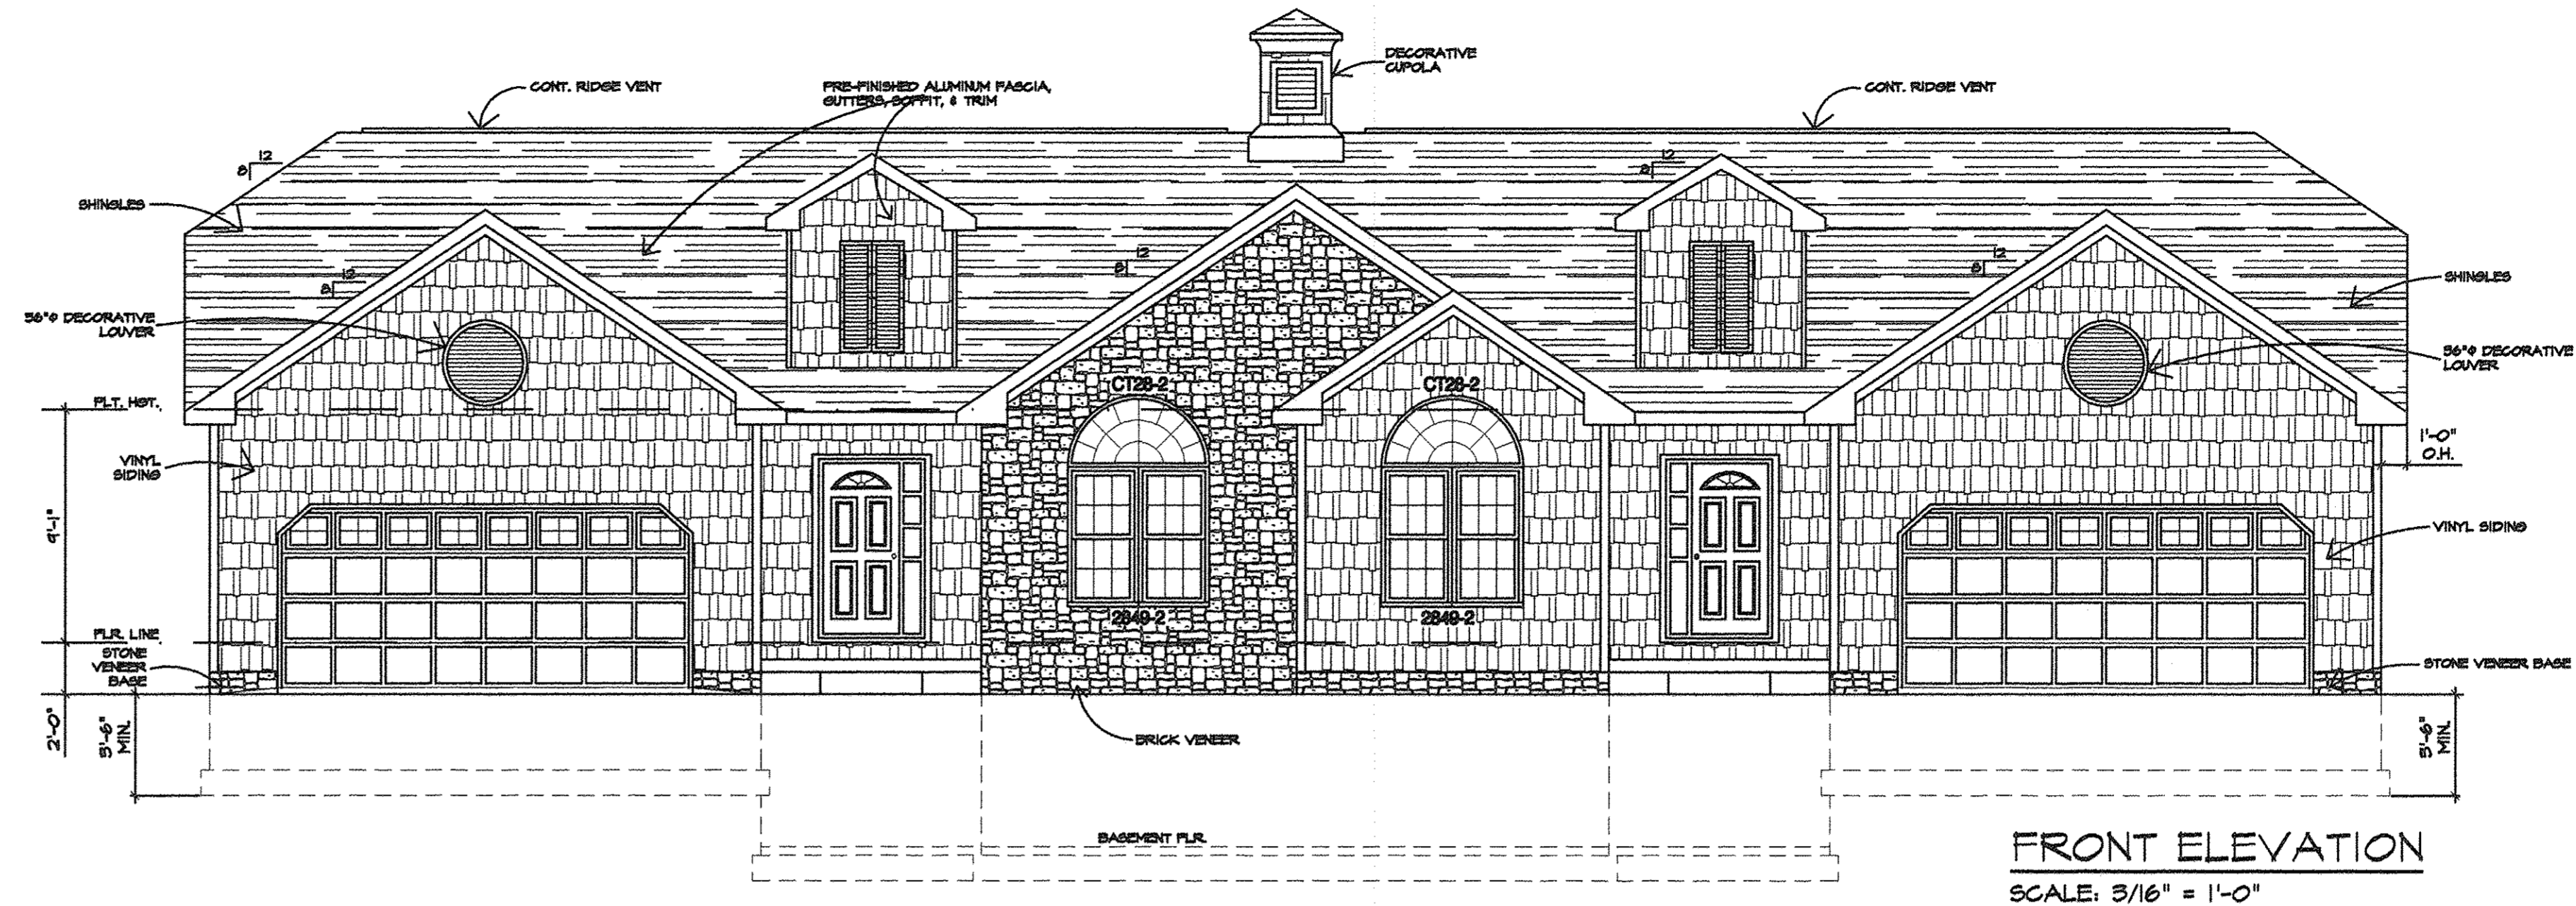 DECORATIVE
CUPOLA
CONT. RIDGE VENT
PRE-FINISHED ALUMINUM FASCIA,
GUTTERS, SOFFIT, & TRIM
CONT. RIDGE VENT
12
8
12
8
SHINGLES
12
8
12
8
12
8
SHINGLES
36"ø DECORATIVE
LOUVER
36"ø DECORATIVE
LOUVER
CT28-2
CT28-2
PLT. HGT.
1'-0"
O.H.
VINYL
SIDING
9'-1"
VINYL SIDING
2849-2
2849-2
FLR. LINE
STONE
VENEER
BASE
STONE VENEER BASE
2'-0"
3'-6"
MIN.
BRICK VENEER
3'-6"
MIN.
BASEMENT FLR.
FRONT ELEVATION
SCALE: 3/16" = 1'-0"